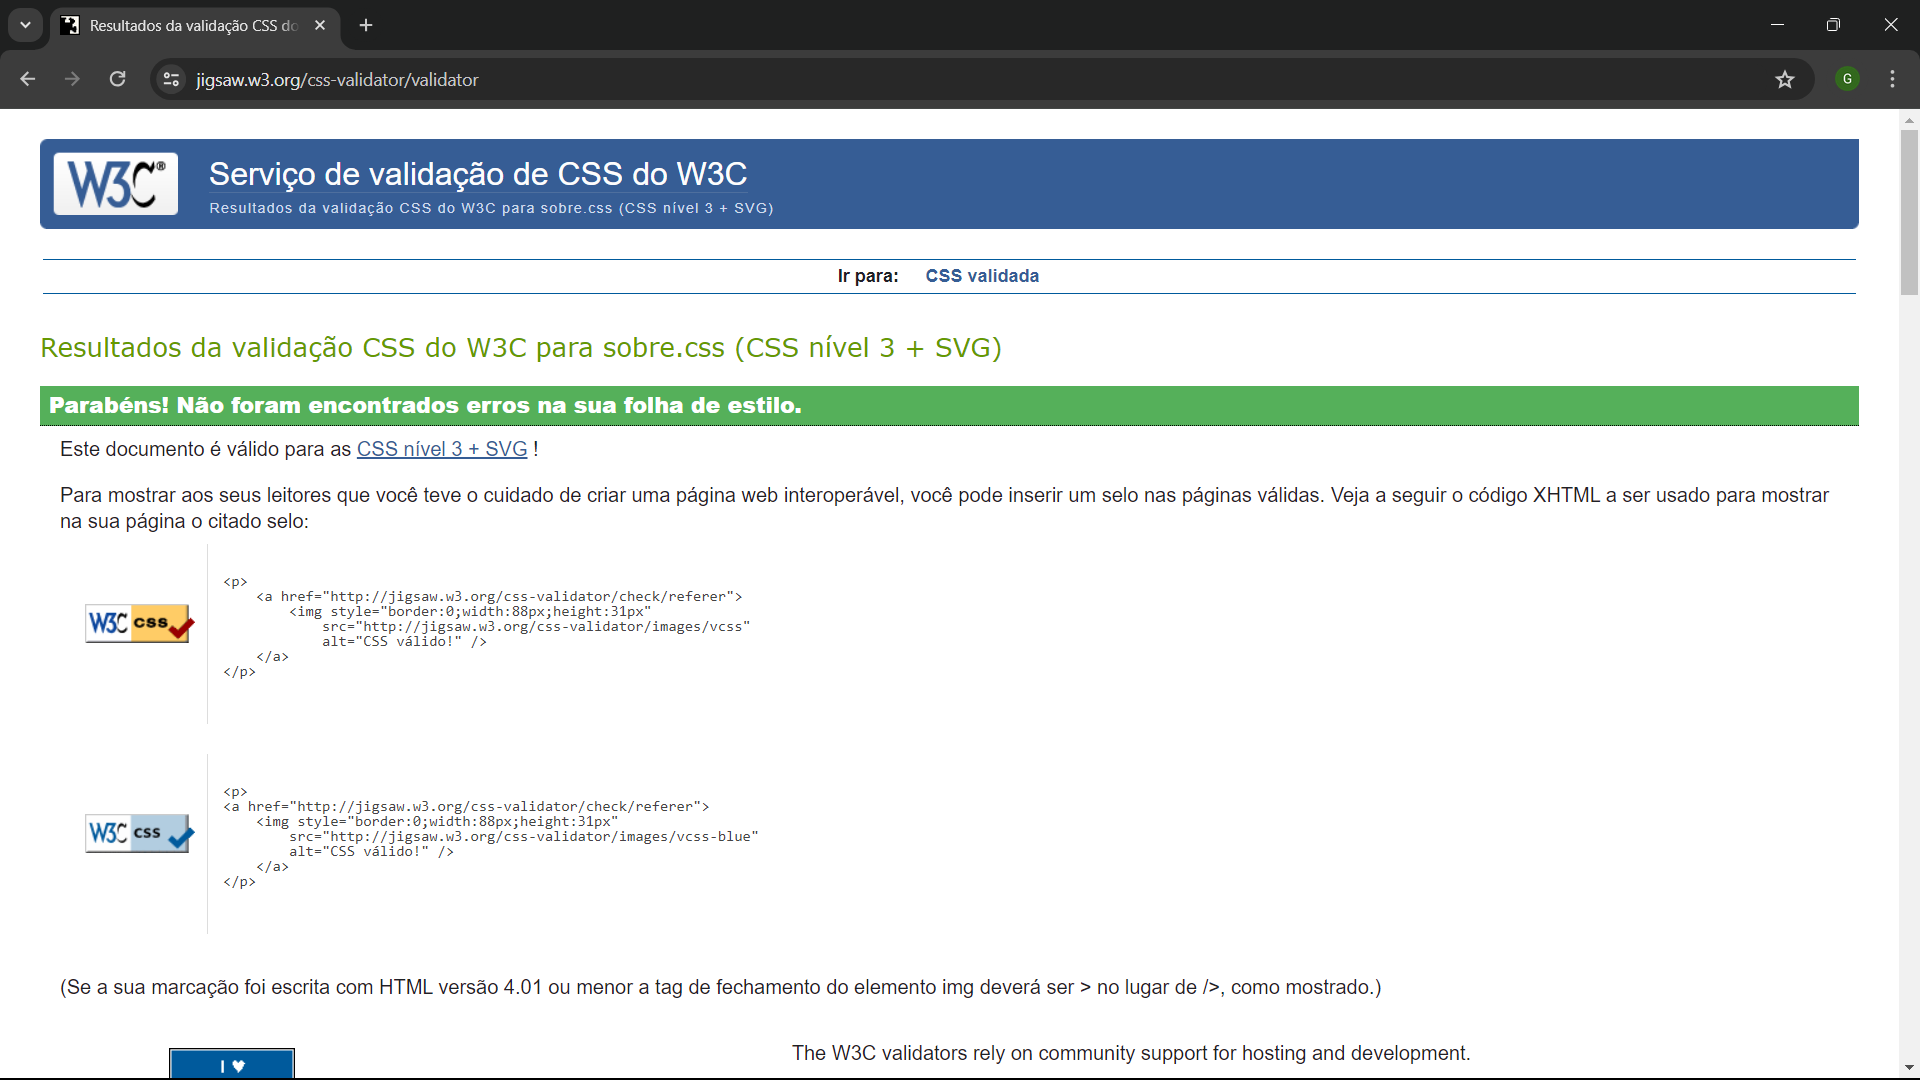 Resultados da validação CSS do
jigsaw.w3.org/css-validator/validator
G
W3C®
Serviço de validação de CSS do W3C
Resultados da validação CSS do W3C para sobre.css (CSS nível 3 + SVG)
Ir para: CSS validada
Resultados da validação CSS do W3C para sobre.css (CSS nível 3 + SVG)
Parabéns! Não foram encontrados erros na sua folha de estilo.
Este documento é válido para as CSS nível 3 + SVG !
Para mostrar aos seus leitores que você teve o cuidado de criar uma página web interoperável, você pode inserir um selo nas páginas válidas. Veja a seguir o código XHTML a ser usado para mostrar
na sua página o citado selo:
W3C css
<p>
<a href="http://jigsaw.w3.org/css-validator/check/referer">
<img style="border:0;width:88px;height:31px"
src="http://jigsaw.w3.org/css-validator/images/vcss"
alt="CSS válido!" />
</a>
</p>
W3C css
<p>
<a href="http://jigsaw.w3.org/css-validator/check/referer">
<img style="border:0;width:88px;height:31px"
src="http://jigsaw.w3.org/css-validator/images/vcss-blue"
alt="CSS válido!" />
</a>
</p>
(Se a sua marcação foi escrita com HTML versão 4.01 ou menor a tag de fechamento do elemento img deverá ser > no lugar de />, como mostrado.)
I ♥
The W3C validators rely on community support for hosting and development.